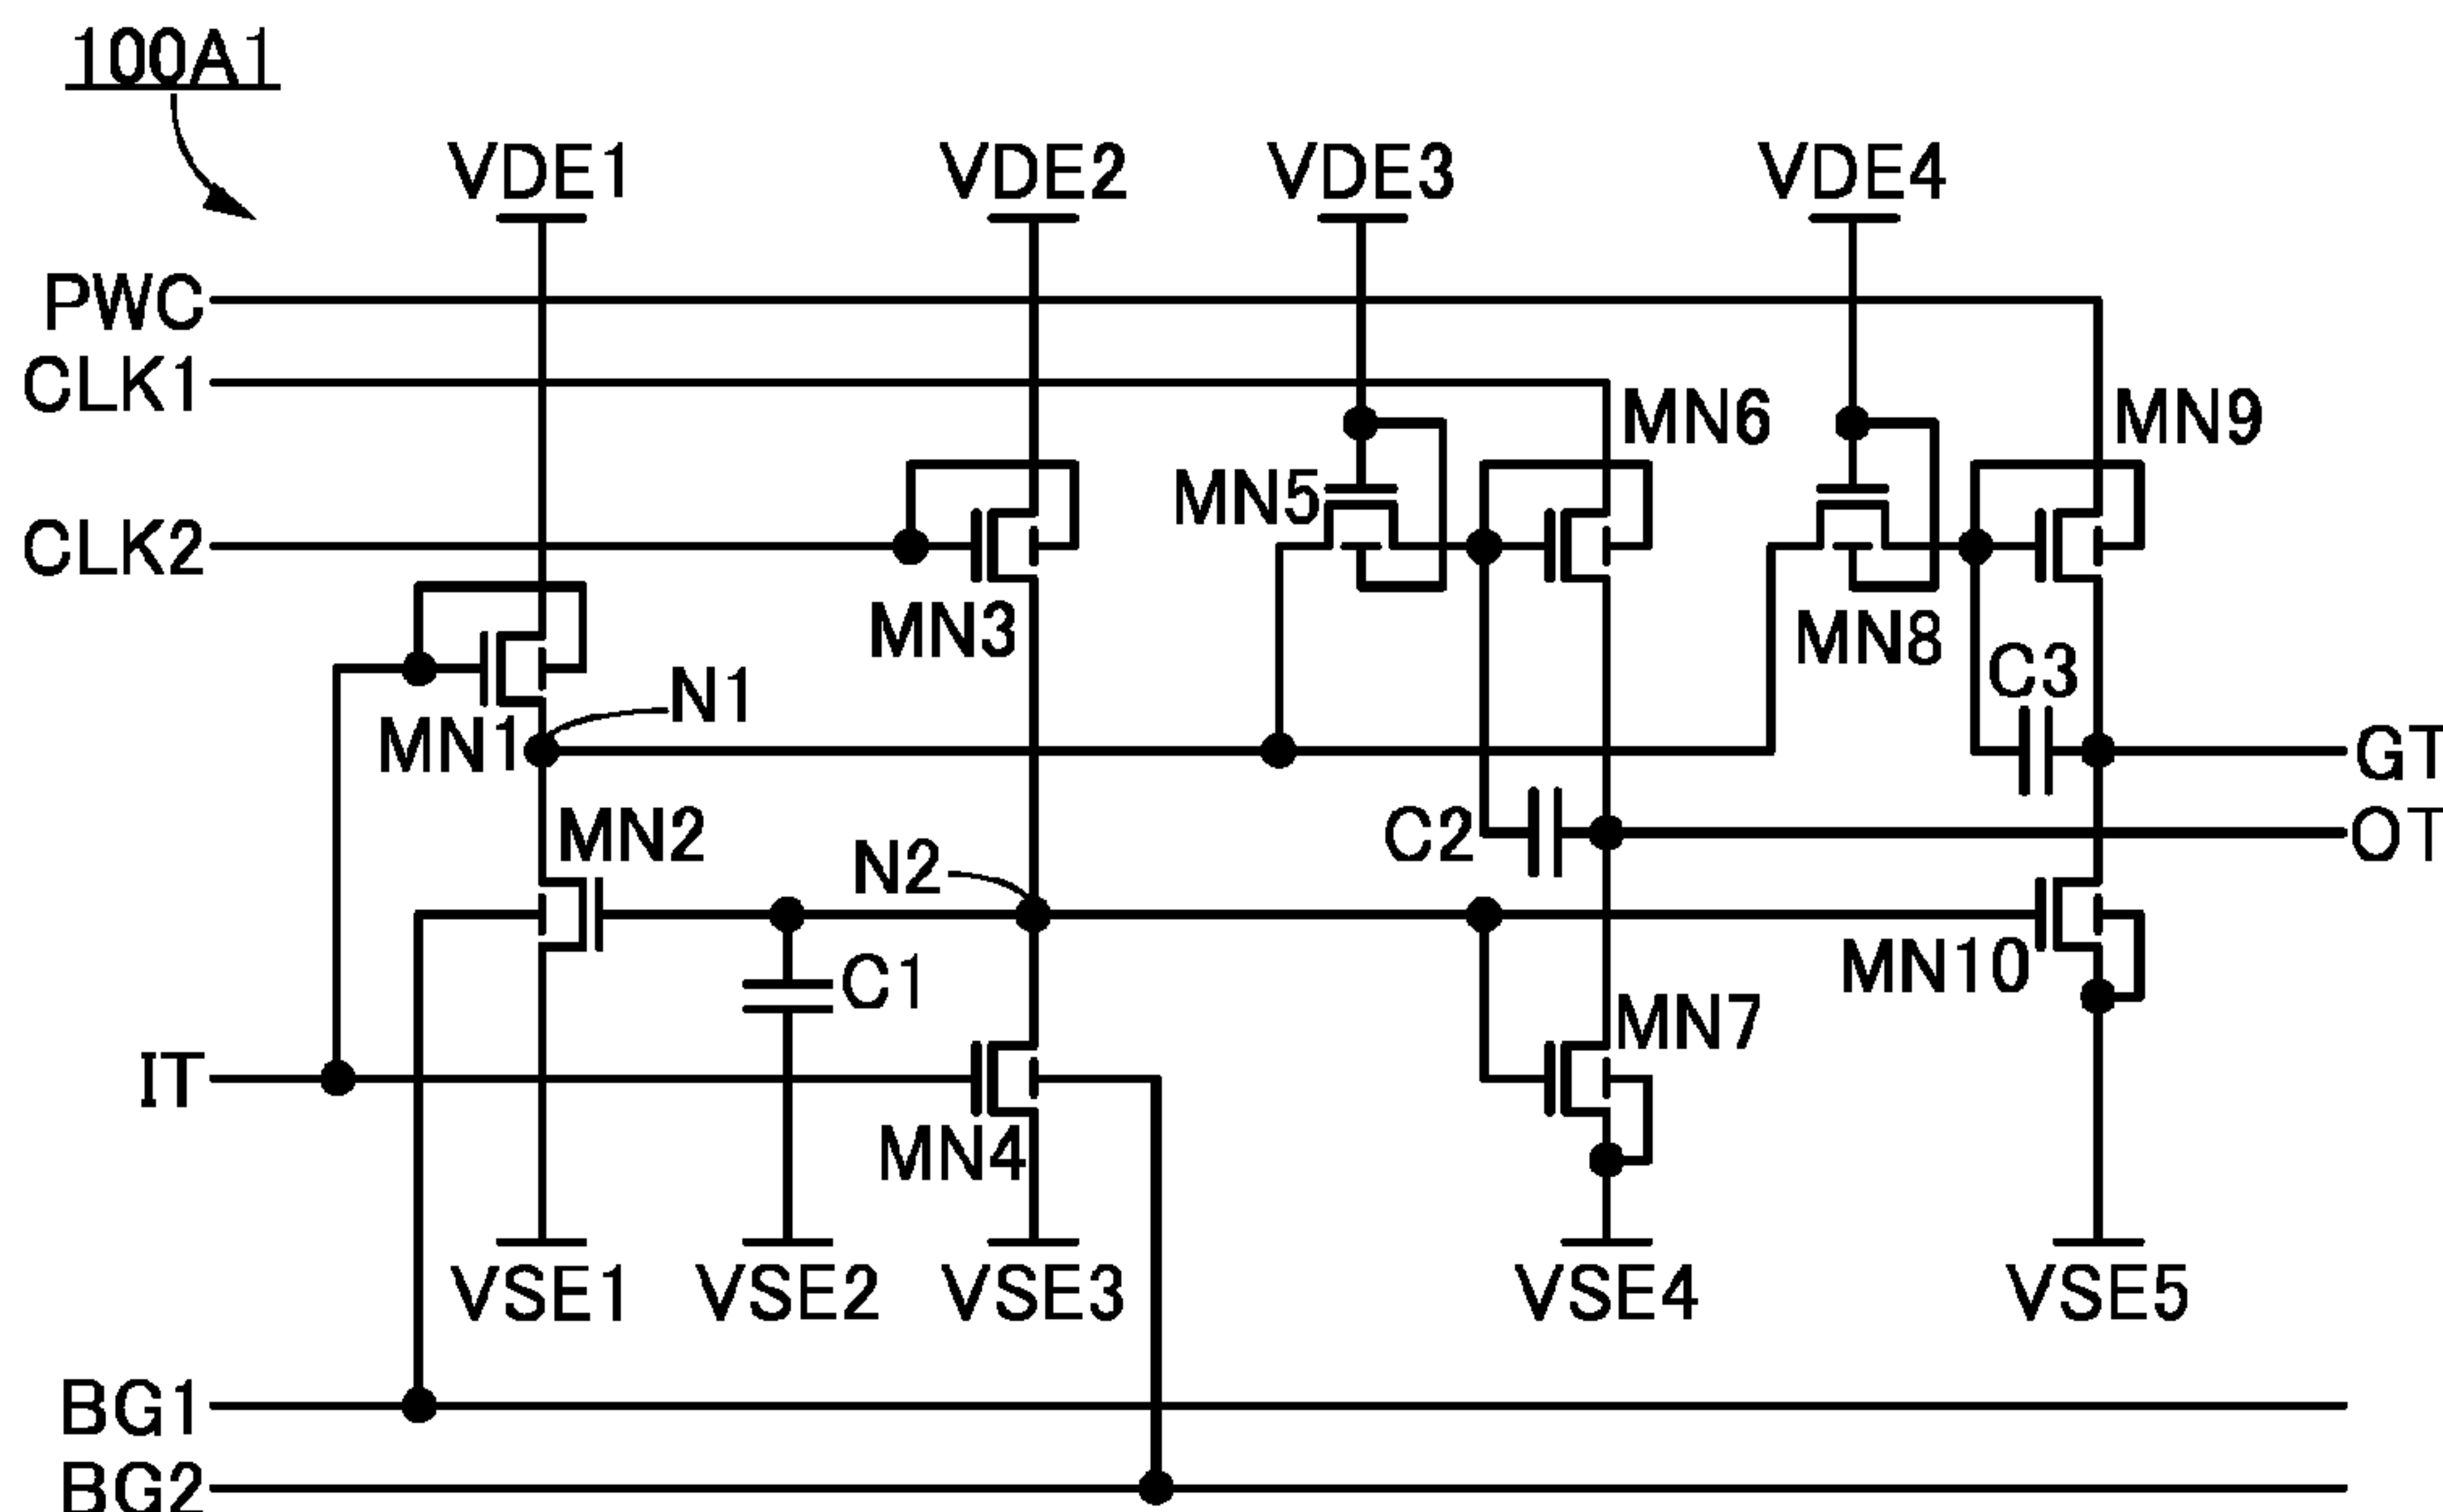 100A1
VDE1 VDE2 VDE3 VDE4
PWC
CLK1
MN6 MN9
MN5
CLK2
MN3 MN8
C3
N1
MN1
GT
MN2
C2
OT
N2
C1
MN10
MN7
IT
MN4
VSE1 VSE2 VSE3 VSE4 VSE5
BG1
BG2